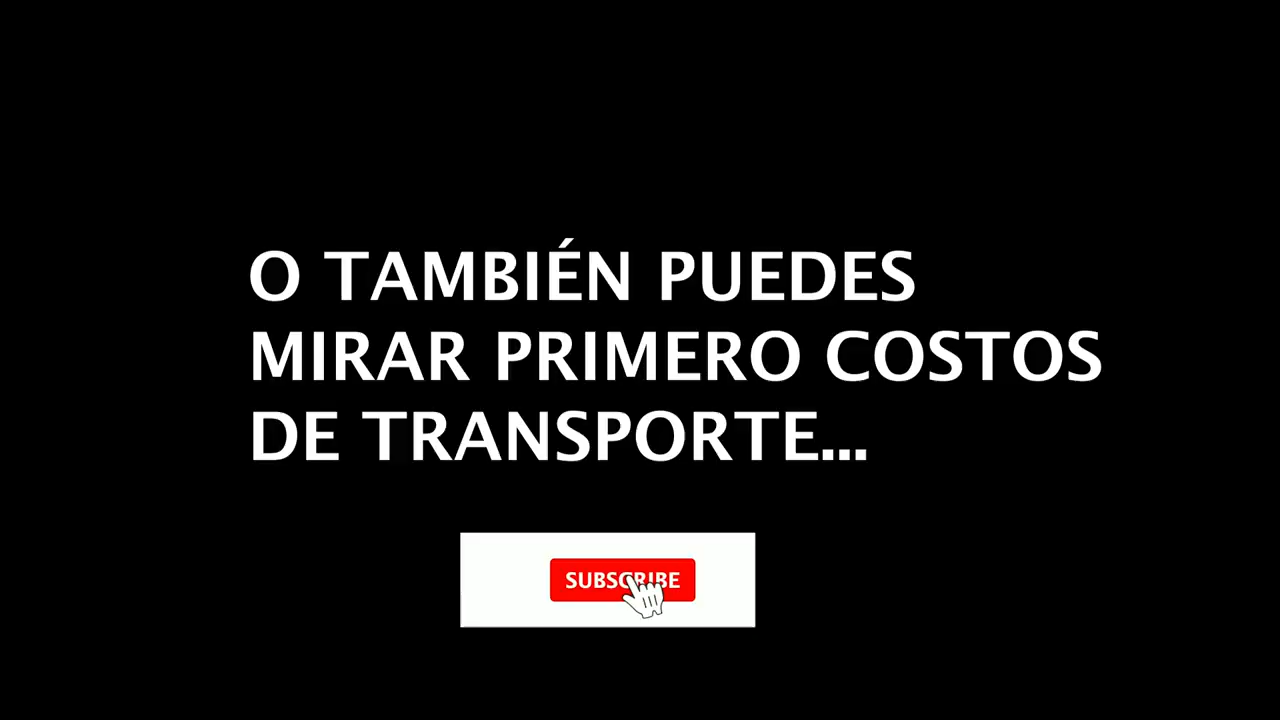 O TAMBIÉN PUEDES
MIRAR PRIMERO COSTOS
DE TRANSPORTE...
SUBSCRIBE